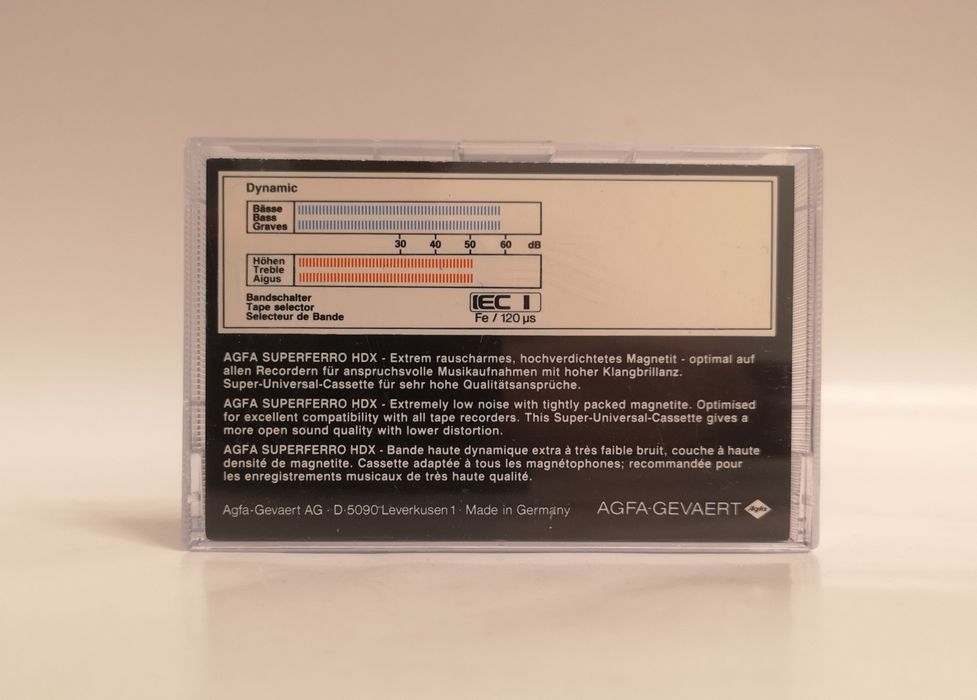 Dynamic
Bässe
Bass
Graves
30 40 50 60 dB
Höhen
Treble
Aigus
Bandschalter
Tape selector
Selecteur de Bande
IEC I
Fe / 120 µs
AGFA SUPERFERRO HDX - Extrem rauscharmes, hochverdichtetes Magnetit - optimal auf
allen Recordern für anspruchsvolle Musikaufnahmen mit hoher Klangbrillanz.
Super-Universal-Cassette für sehr hohe Qualitätsansprüche.
AGFA SUPERFERRO HDX - Extremely low noise with tightly packed magnetite. Optimised
for excellent compatibility with all tape recorders. This Super-Universal-Cassette gives a
more open sound quality with lower distortion.
AGFA SUPERFERRO HDX - Bande haute dynamique extra à très faible bruit, couche à haute
densité de magnetite. Cassette adaptée à tous les magnétophones; recommandée pour
les enregistrements musicaux de très haute qualité.
Agfa-Gevaert AG · D-5090 Leverkusen 1 · Made in Germany
AGFA-GEVAERT Agfa